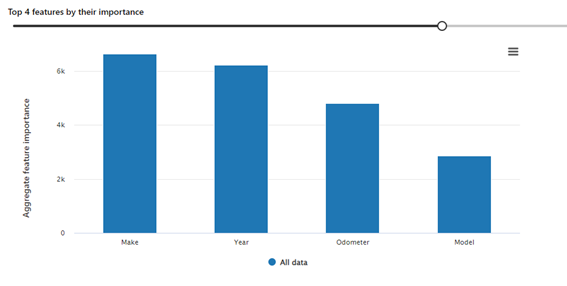 Top 4 features by their importance
Aggregate feature importance
6k
4k
2k
0
Make Year Odometer Model
All data